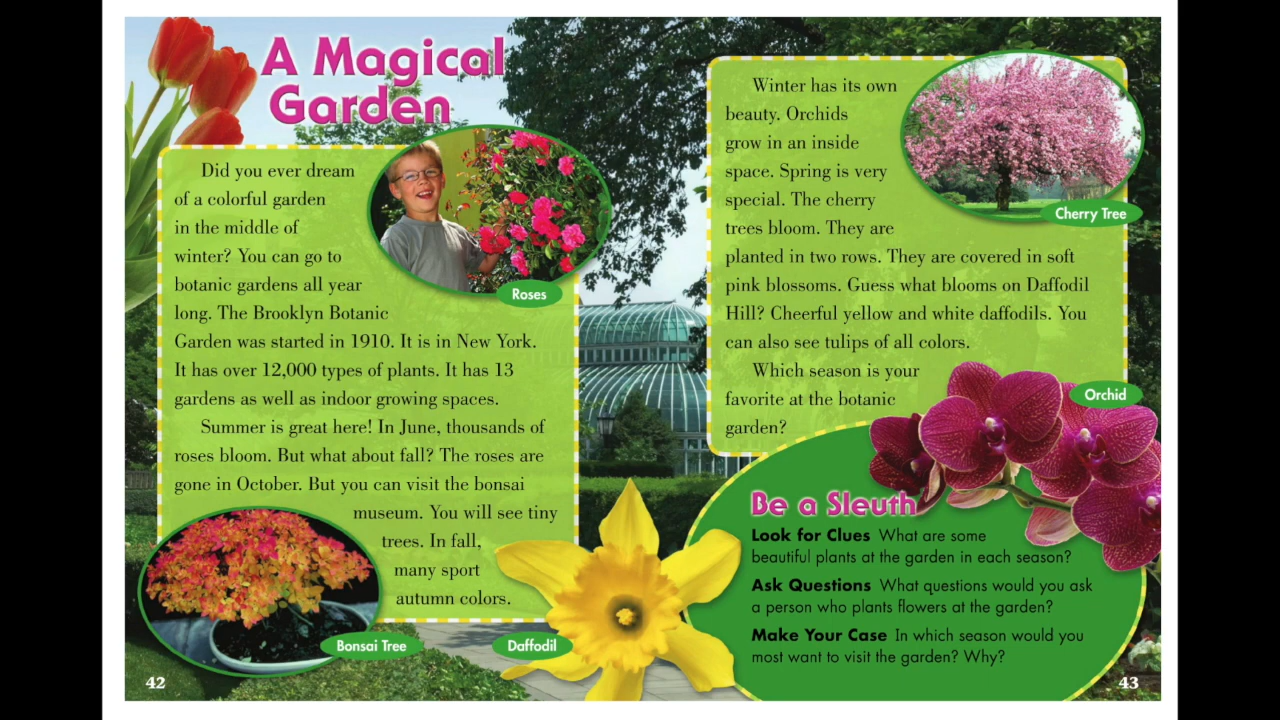 A Magical
Garden
Did you ever dream
of a colorful garden
in the middle of
winter? You can go to
botanic gardens all year
long. The Brooklyn Botanic
Garden was started in 1910. It is in New York.
It has over 12,000 types of plants. It has 13
gardens as well as indoor growing spaces.
Summer is great here! In June, thousands of
roses bloom. But what about fall? The roses are
gone in October. But you can visit the bonsai
museum. You will see tiny
trees. In fall,
many sport
autumn colors.
Roses
Bonsai Tree
Daffodil
42
Winter has its own
beauty. Orchids
grow in an inside
space. Spring is very
special. The cherry
trees bloom. They are
planted in two rows. They are covered in soft
pink blossoms. Guess what blooms on Daffodil
Hill? Cheerful yellow and white daffodils. You
can also see tulips of all colors.
Which season is your
favorite at the botanic
garden?
Cherry Tree
Orchid
Be a Sleuth
Look for Clues What are some
beautiful plants at the garden in each season?
Ask Questions What questions would you ask
a person who plants flowers at the garden?
Make Your Case In which season would you
most want to visit the garden? Why?
43